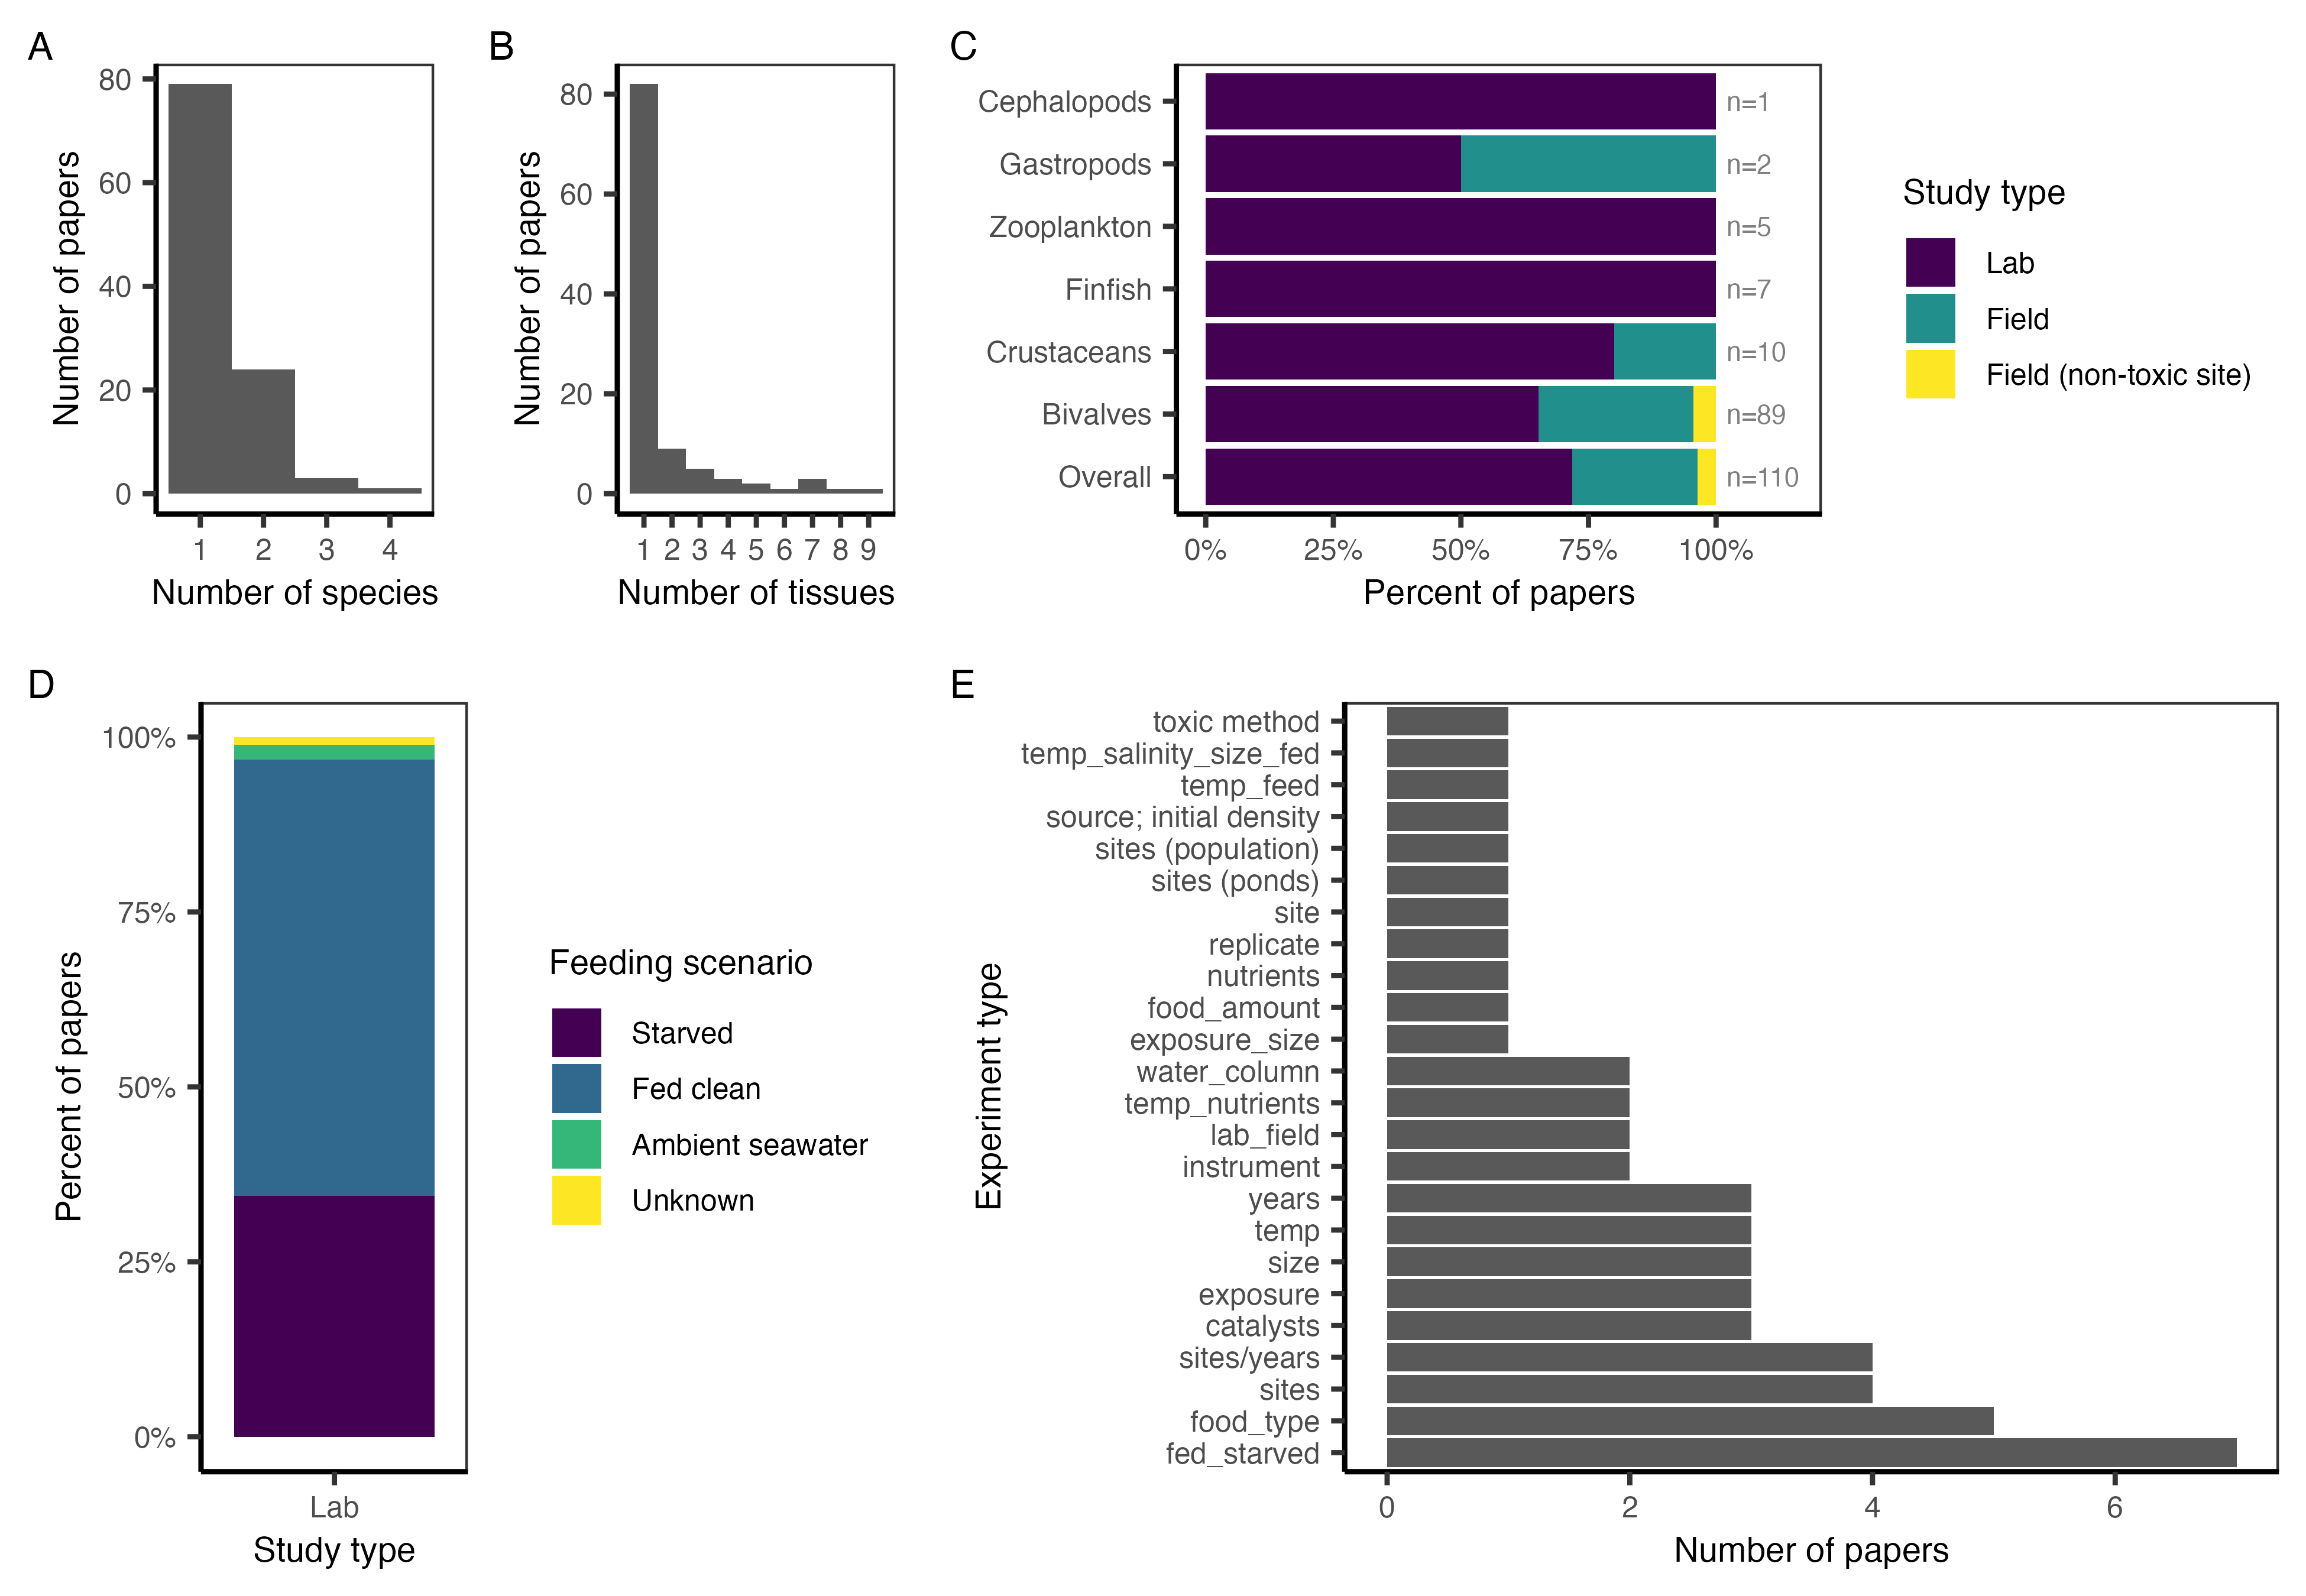 A
Number of papers
80
60
40
20
0
1 2 3 4
Number of species
B
Number of papers
80
60
40
20
0
1 2 3 4 5 6 7 8 9
Number of tissues
C
Cephalopods n=1
Gastropods n=2
Zooplankton n=5
Finfish n=7
Crustaceans n=10
Bivalves n=89
Overall n=110
0% 25% 50% 75% 100%
Percent of papers
Study type
Lab
Field
Field (non-toxic site)
D
Percent of papers
100%
75%
50%
25%
0%
Lab
Study type
Feeding scenario
Starved
Fed clean
Ambient seawater
Unknown
E
Experiment type
toxic method
temp_salinity_size_fed
temp_feed
source; initial density
sites (population)
sites (ponds)
site
replicate
nutrients
food_amount
exposure_size
water_column
temp_nutrients
lab_field
instrument
years
temp
size
exposure
catalysts
sites/years
sites
food_type
fed_starved
0 2 4 6
Number of papers